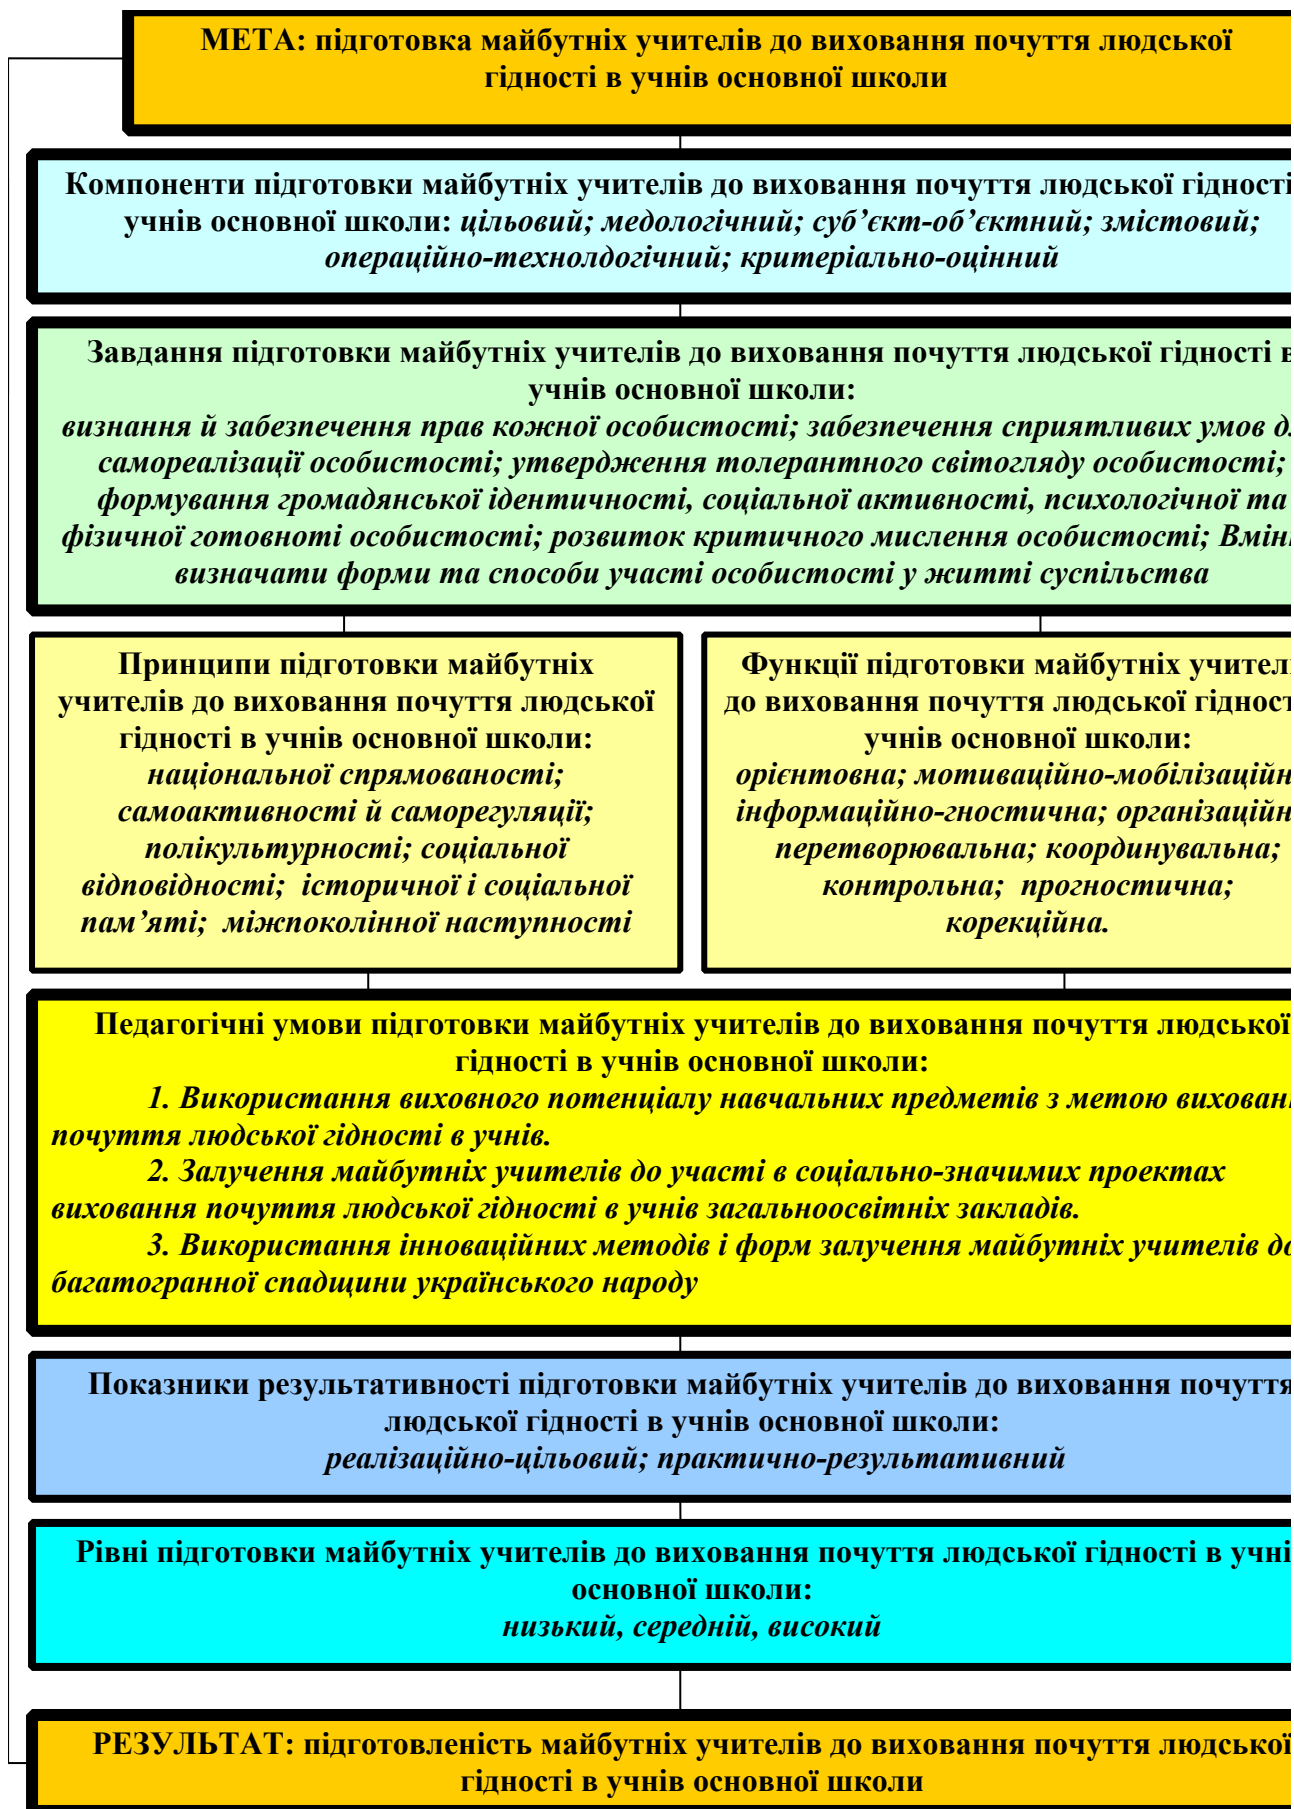 МЕТА: підготовка майбутніх учителів до виховання почуття людської
гідності в учнів основної школи
Компоненти підготовки майбутніх учителів до виховання почуття людської гідності
учнів основної школи: цільовий; медологічний; суб’єкт-об’єктний; змістовий;
операційно-технолдогічний; критеріально-оцінний
Завдання підготовки майбутніх учителів до виховання почуття людської гідності в
учнів основної школи:
визнання й забезпечення прав кожної особистості; забезпечення сприятливих умов
самореалізації особистості; утвердження толерантного світогляду особистості;
формування громадянської ідентичності, соціальної активності, психологічної та
фізичної готовноті особистості; розвиток критичного мислення особистості;
визначати форми та способи участі особистості у житті суспільства
Принципи підготовки майбутніх
учителів до виховання почуття людської
гідності в учнів основної школи:
національної спрямованості;
самоактивності й саморегуляції;
полікультурності; соціальної
відповідності; історичної і соціальної
пам’яті; міжпоколінної наступності
Функції підготовки майбутніх
до виховання почуття людської
учнів основної школи:
орієнтовна;
інформаційно-гностична;
перетворювальна; координувальна;
контрольна; прогностична;
корекційна.
Педагогічні умови підготовки майбутніх учителів до виховання почуття людської
гідності в учнів основної школи:
1. Використання виховного потенціалу навчальних предметів з метою
почуття людської гідності в учнів.
2. Залучення майбутніх учителів до участі в соціально-значимих проектах
виховання почуття людської гідності в учнів загальноосвітніх закладів.
3. Використання інноваційних методів і форм залучення майбутніх учителів до
багатогранної спадщини українського народу
Показники результативності підготовки майбутніх учителів до виховання почуття
людської гідності в учнів основної школи:
реалізаційно-цільовий; практично-результативний
Рівні підготовки майбутніх учителів до виховання почуття людської гідності в
основної школи:
низький, середній, високий
РЕЗУЛЬТАТ: підготовленість майбутніх учителів до виховання почуття людської
гідності в учнів основної школи